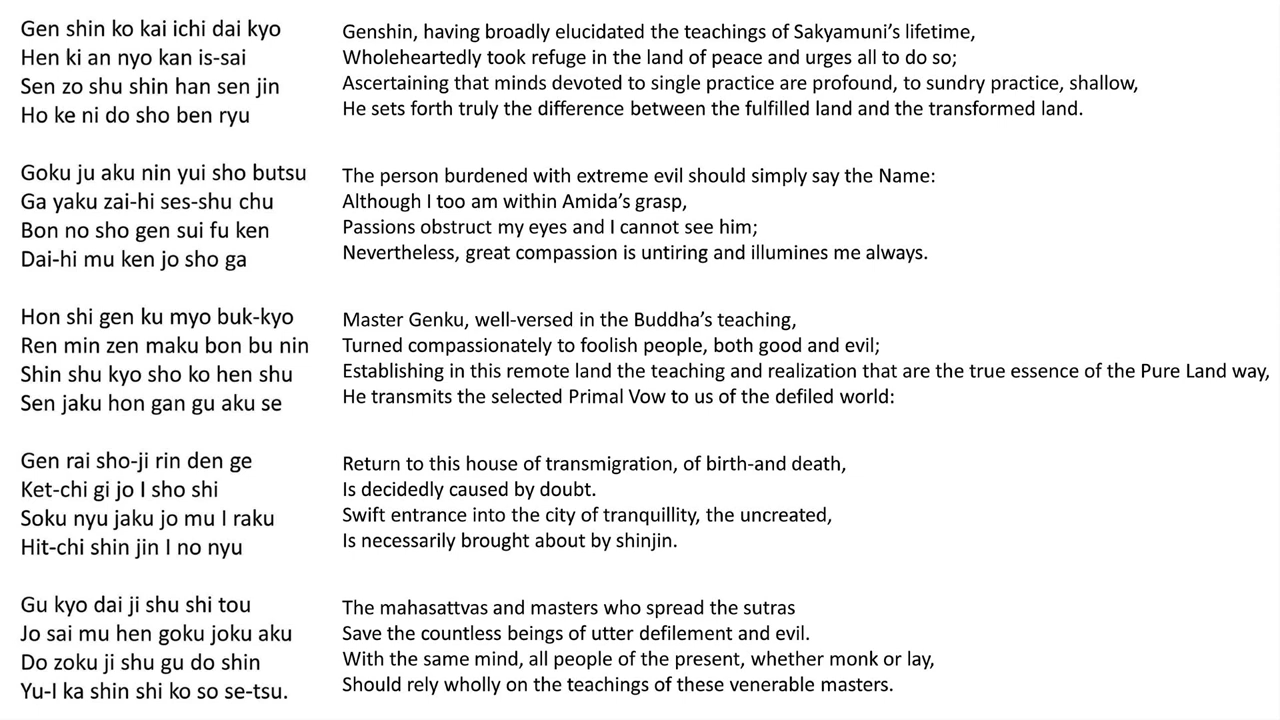 Gen shin ko kai ichi dai kyo
Hen ki an nyo kan is-sai
Sen zo shu shin han sen jin
Ho ke ni do sho ben ryu
Genshin, having broadly elucidated the teachings of Sakyamuni’s lifetime,
Wholeheartedly took refuge in the land of peace and urges all to do so;
Ascertaining that minds devoted to single practice are profound, to sundry practice, shallow,
He sets forth truly the difference between the fulfilled land and the transformed land.
Goku ju aku nin yui sho butsu
Ga yaku zai-hi ses-shu chu
Bon no sho gen sui fu ken
Dai-hi mu ken jo sho ga
The person burdened with extreme evil should simply say the Name:
Although I too am within Amida’s grasp,
Passions obstruct my eyes and I cannot see him;
Nevertheless, great compassion is untiring and illumines me always.
Hon shi gen ku myo buk-kyo
Ren min zen maku bon bu nin
Shin shu kyo sho ko hen shu
Sen jaku hon gan gu aku se
Master Genku, well-versed in the Buddha’s teaching,
Turned compassionately to foolish people, both good and evil;
Establishing in this remote land the teaching and realization that are the true essence of the Pure Land way,
He transmits the selected Primal Vow to us of the defiled world:
Gen rai sho-ji rin den ge
Ket-chi gi jo I sho shi
Soku nyu jaku jo mu I raku
Hit-chi shin jin I no nyu
Return to this house of transmigration, of birth-and death,
Is decidedly caused by doubt.
Swift entrance into the city of tranquillity, the uncreated,
Is necessarily brought about by shinjin.
Gu kyo dai ji shu shi tou
Jo sai mu hen goku joku aku
Do zoku ji shu gu do shin
Yu-I ka shin shi ko so se-tsu.
The mahasattvas and masters who spread the sutras
Save the countless beings of utter defilement and evil.
With the same mind, all people of the present, whether monk or lay,
Should rely wholly on the teachings of these venerable masters.